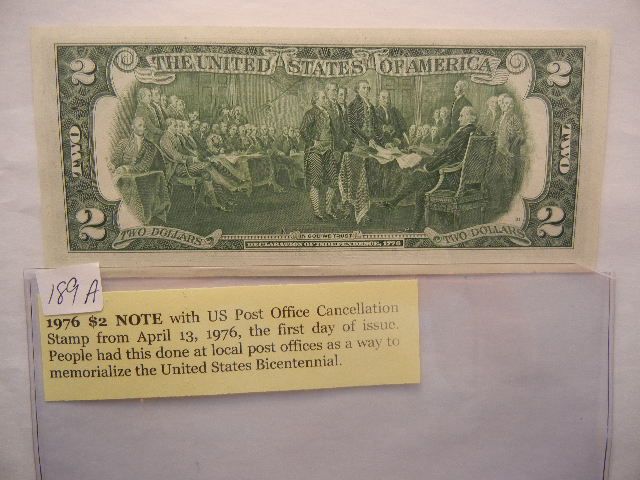 THE UNITED STATES OF AMERICA
2 2
TWO TWO
2 2
TWO DOLLARS IN GOD WE TRUST TWO DOLLARS
DECLARATION OF INDEPENDENCE, 1776
189 A
1976 $2 NOTE with US Post Office Cancellation
Stamp from April 13, 1976, the first day of issue.
People had this done at local post offices as a way to
memorialize the United States Bicentennial.